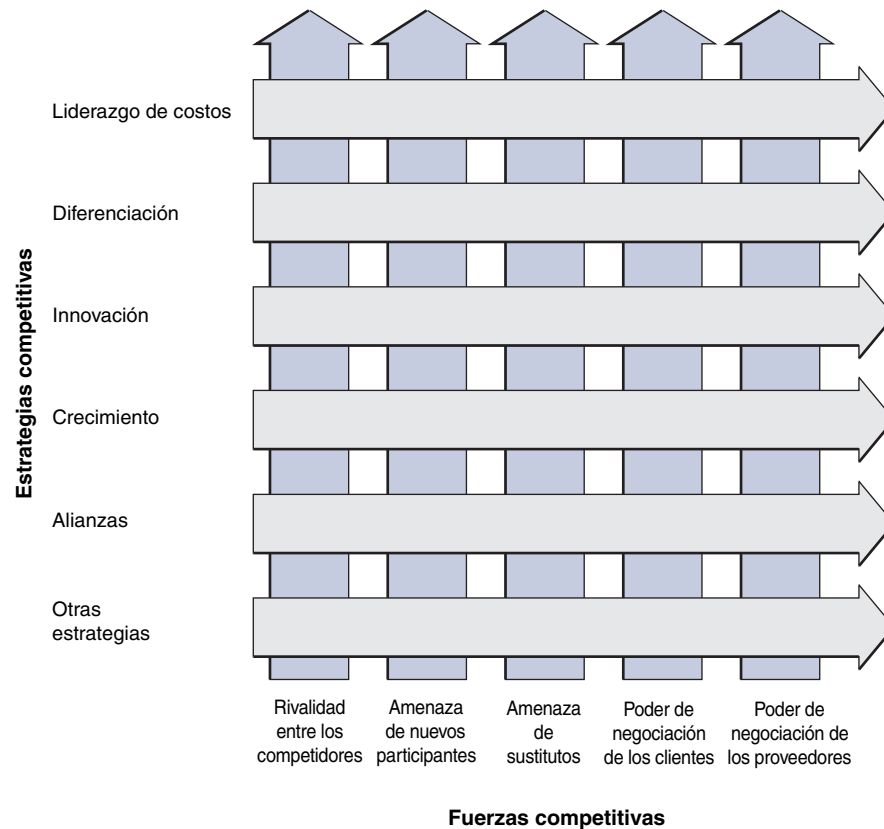 Liderazgo de costos
Diferenciación
Innovación
Crecimiento
Alianzas
Otras
estrategias
Estrategias competitivas
Rivalidad
entre los
competidores
Amenaza
de nuevos
participantes
Amenaza
de
sustitutos
Poder de
negociación
de los clientes
Poder de
negociación de
los proveedores
Fuerzas competitivas